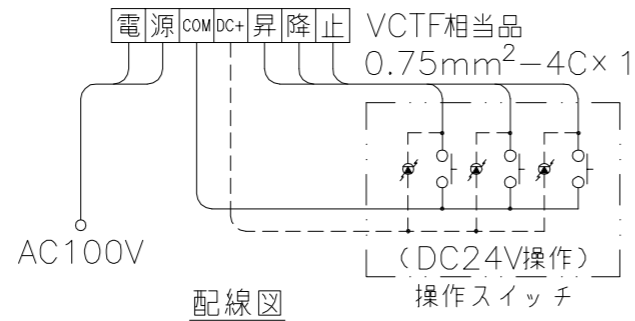 電源COMDC+昇降止
VCTF相当品
0.75mm²-4C×1
AC100V
(DC24V操作)
操作スイッチ
配線図